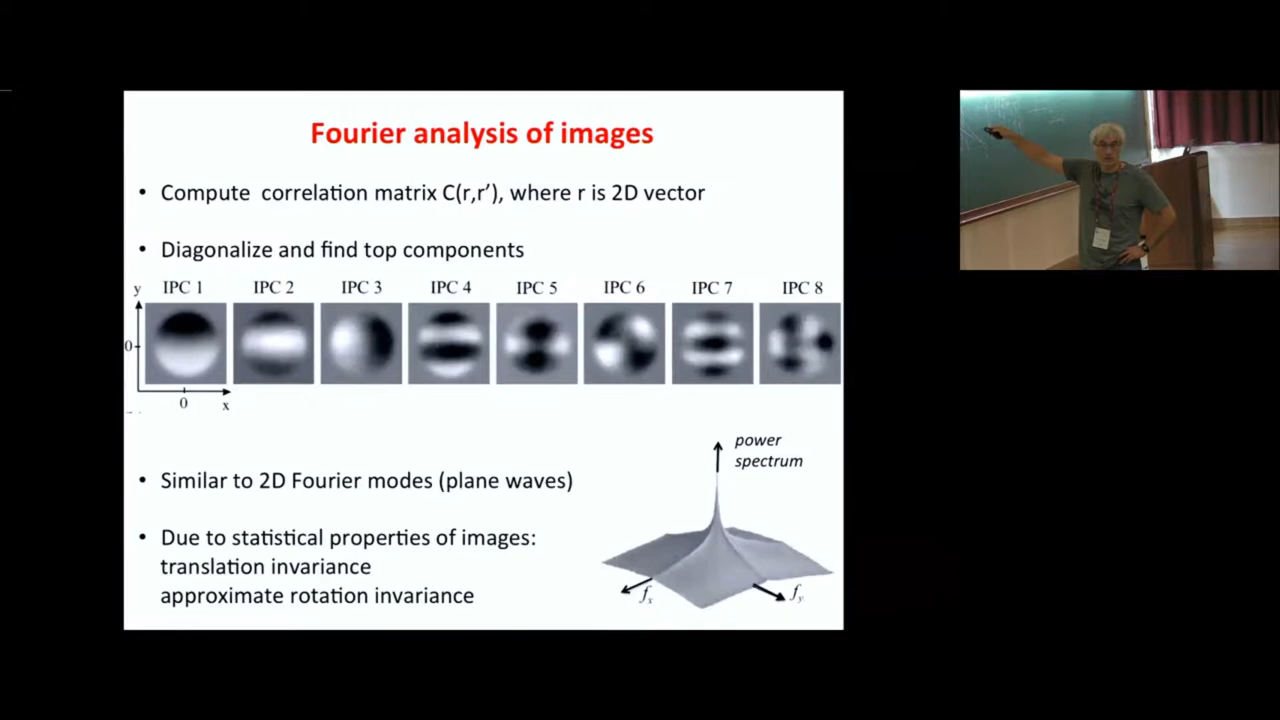 Fourier analysis of images
• Compute correlation matrix C(r,r’), where r is 2D vector
• Diagonalize and find top components
y IPC 1 IPC 2 IPC 3 IPC 4 IPC 5 IPC 6 IPC 7 IPC 8
0
0 x
power
spectrum
• Similar to 2D Fourier modes (plane waves)
• Due to statistical properties of images:
translation invariance
approximate rotation invariance
fx fy